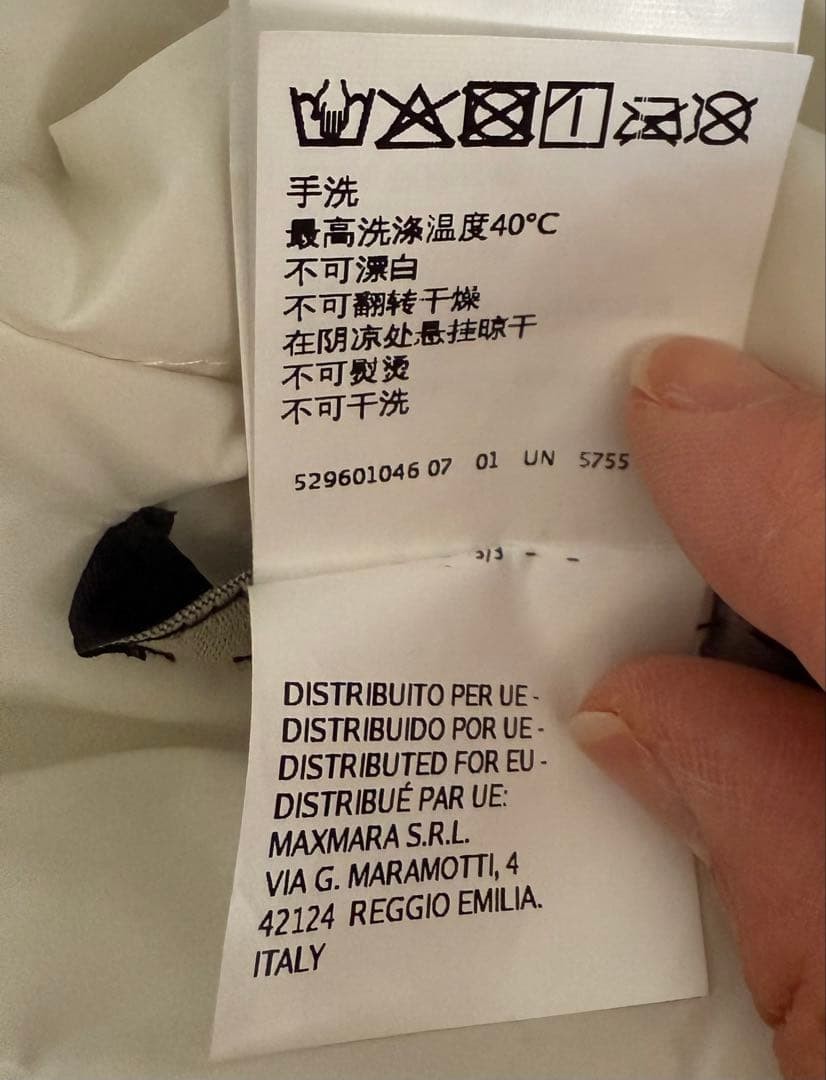 手洗
最高洗涤温度40°C
不可漂白
不可翻转干燥
在阴凉处悬挂晾干
不可熨烫
不可干洗
529601046 07 01 UN 5755
DISTRIBUITO PER UE -
DISTRIBUIDO POR UE -
DISTRIBUTED FOR EU -
DISTRIBUÉ PAR UE:
MAXMARA S.R.L.
VIA G. MARAMOTTI, 4
42124 REGGIO EMILIA.
ITALY